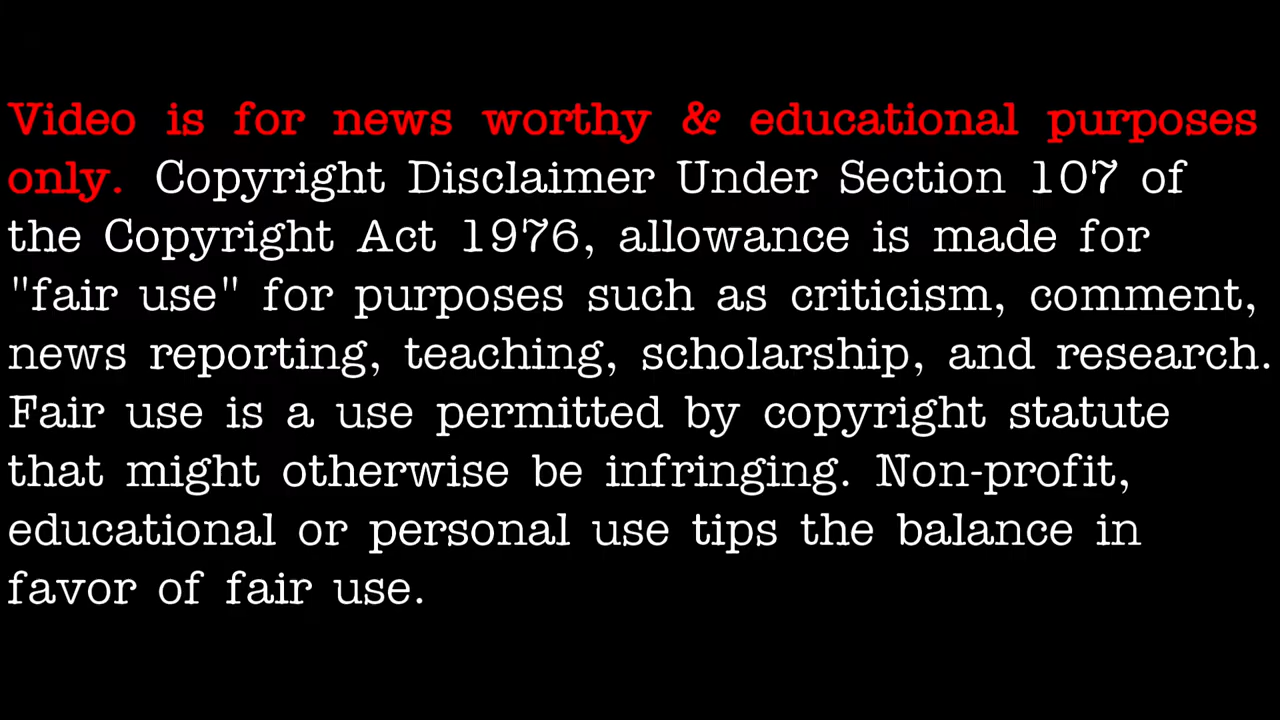 Video is for news worthy & educational purposes
only. Copyright Disclaimer Under Section 107 of
the Copyright Act 1976, allowance is made for
"fair use" for purposes such as criticism, comment,
news reporting, teaching, scholarship, and research.
Fair use is a use permitted by copyright statute
that might otherwise be infringing. Non-profit,
educational or personal use tips the balance in
favor of fair use.